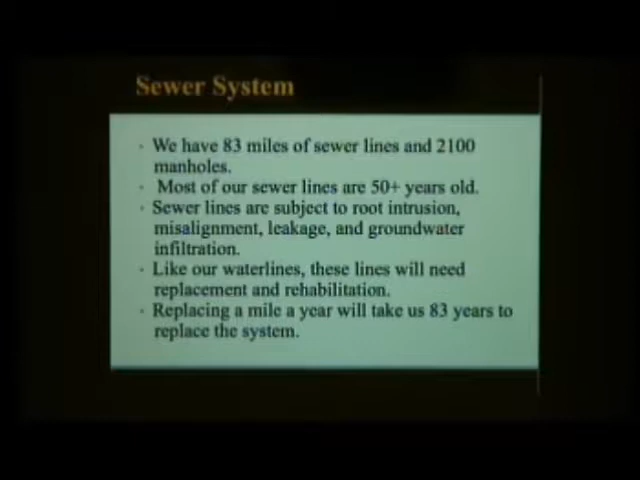 Sewer System
· We have 83 miles of sewer lines and 2100
manholes.
· Most of our sewer lines are 50+ years old.
· Sewer lines are subject to root intrusion,
misalignment, leakage, and groundwater
infiltration.
· Like our waterlines, these lines will need
replacement and rehabilitation.
· Replacing a mile a year will take us 83 years to
replace the system.